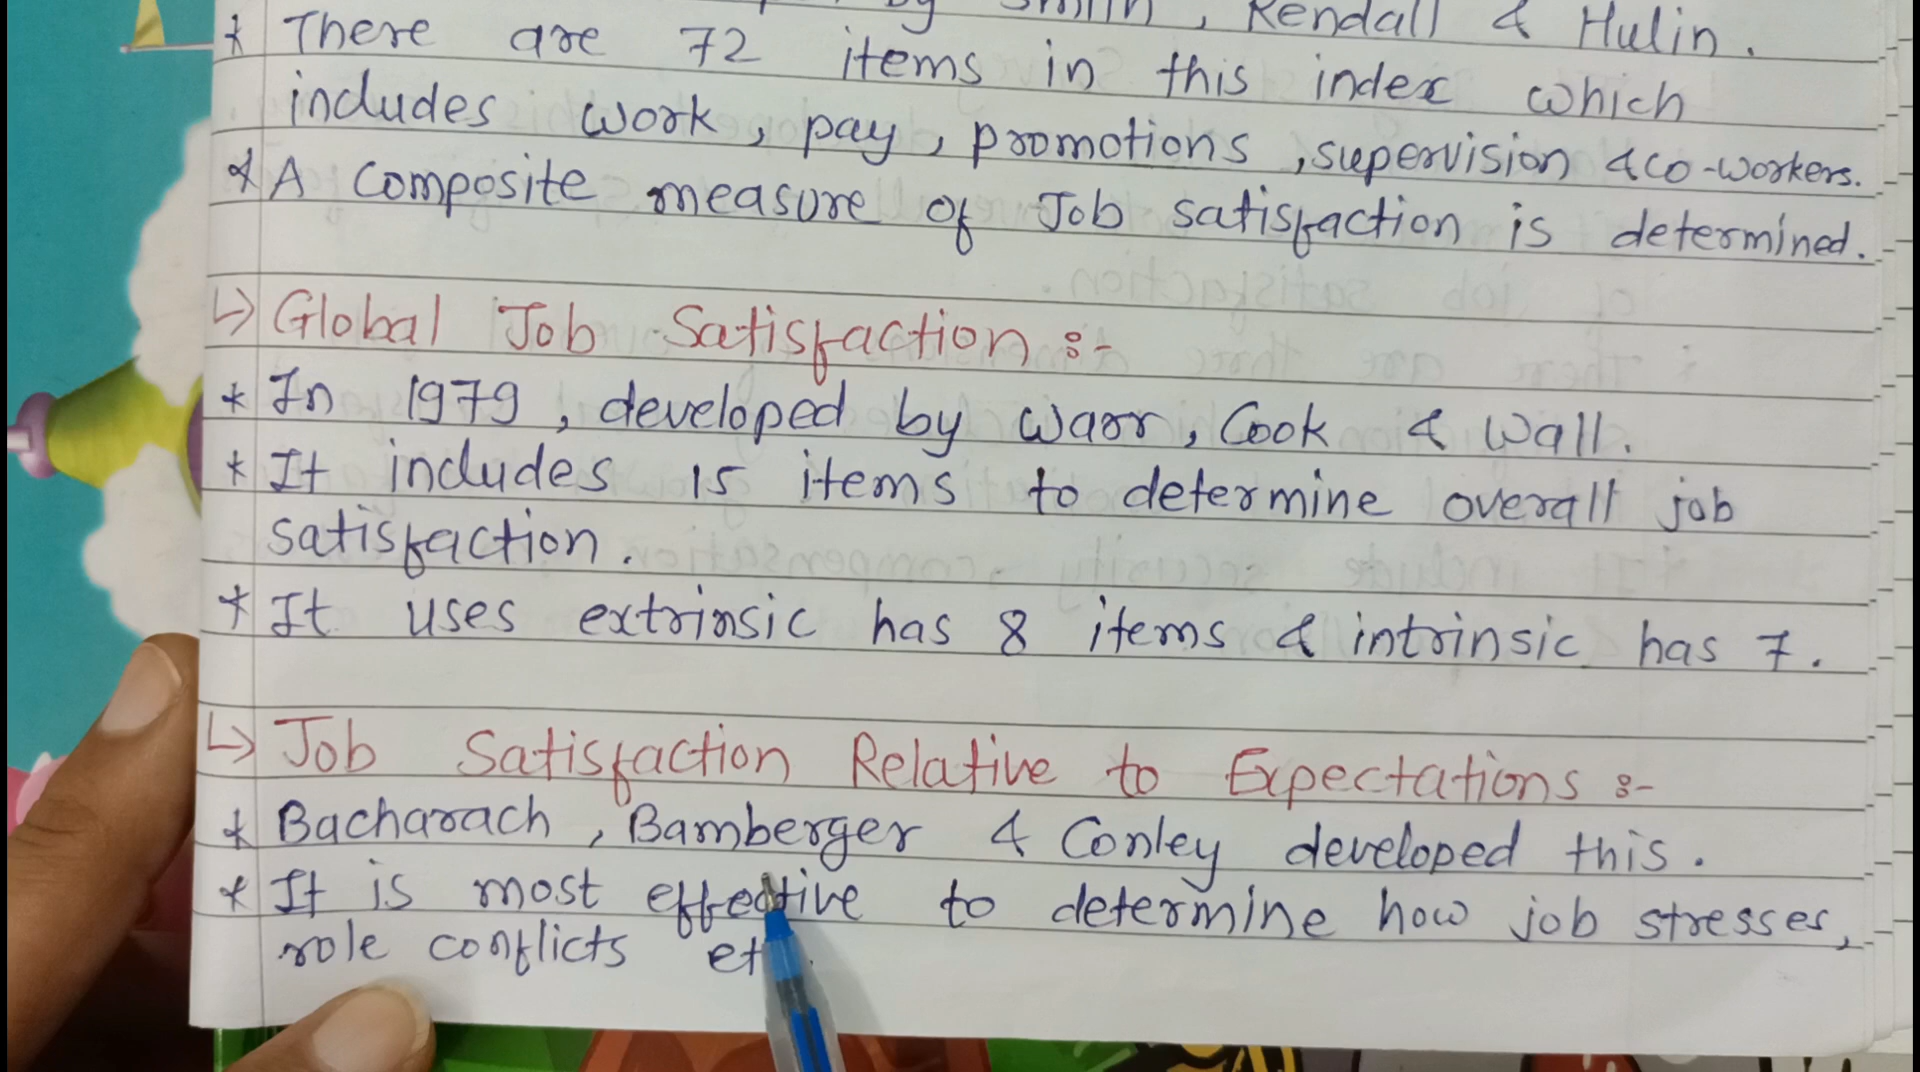 by Smith, Kendall & Hulin.
* There are 72 items in this index which
includes work, pay, promotions, supervision & co-workers.
* A composite measure of Job satisfaction is determined.
↳ Global Job Satisfaction :-
* In 1979, developed by Warr, Cook & Wall.
* It includes 15 items to determine overall job
satisfaction.
* It uses extrinsic has 8 items & intrinsic has 7.
↳ Job Satisfaction Relative to Expectations :-
* Bacharach, Bamberger & Conley developed this.
* It is most effective to determine how job stresses,
role conflicts